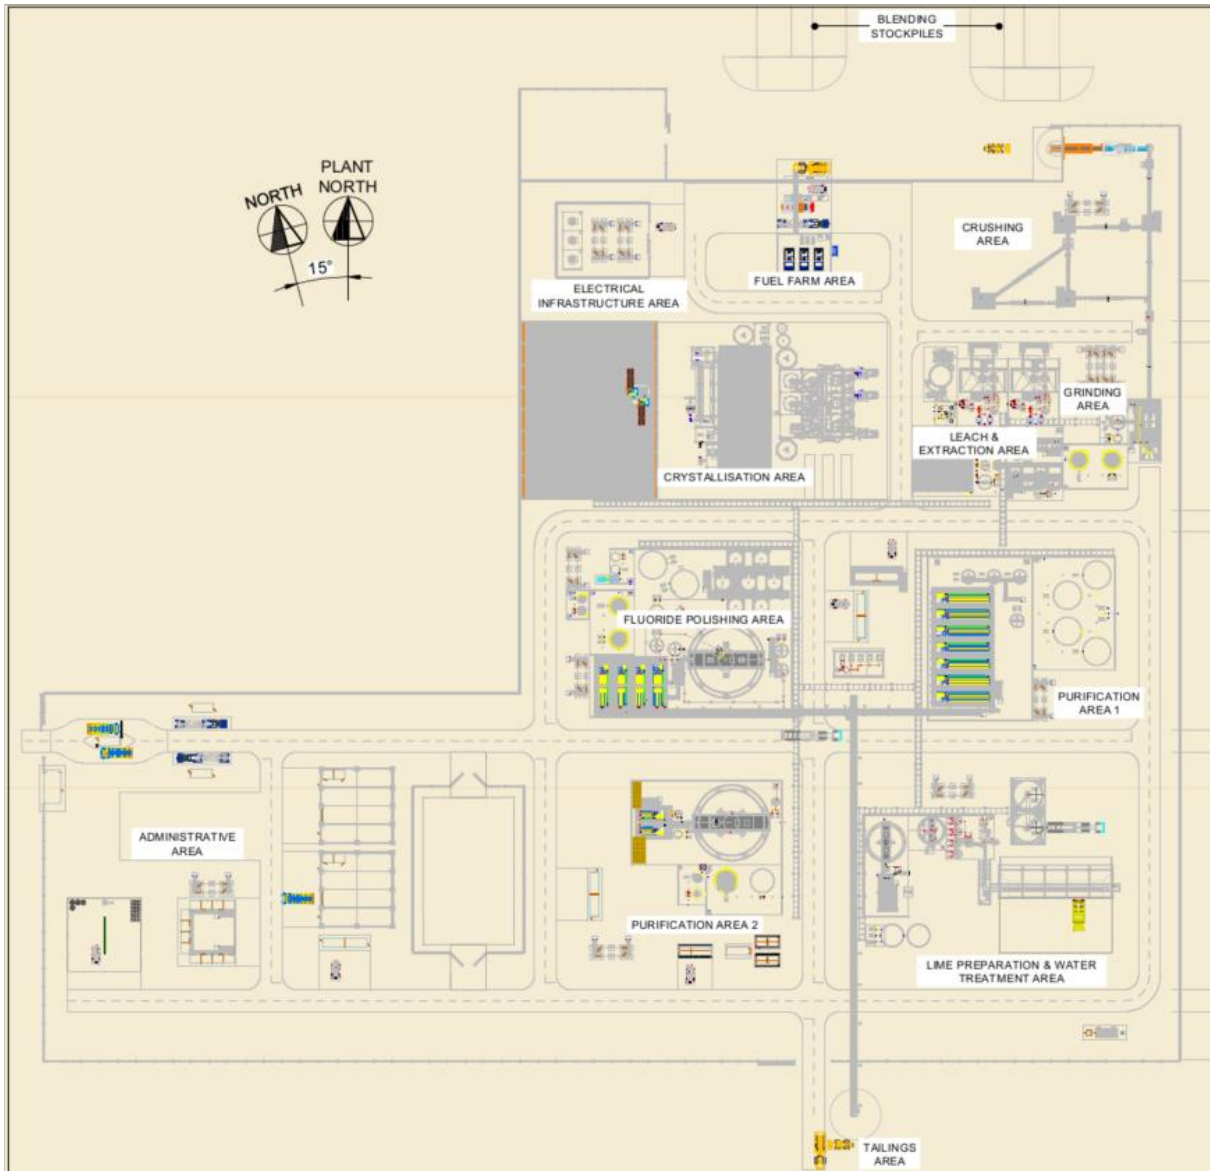 BLENDING
STOCKPILES
PLANT
NORTH
NORTH
15°
CRUSHING
AREA
ELECTRICAL
INFRASTRUCTURE AREA
FUEL FARM AREA
GRINDING
AREA
LEACH &
EXTRACTION AREA
CRYSTALLISATION AREA
FLUORIDE POLISHING AREA
PURIFICATION
AREA 1
ADMINISTRATIVE
AREA
PURIFICATION AREA 2
LIME PREPARATION & WATER
TREATMENT AREA
TAILINGS
AREA